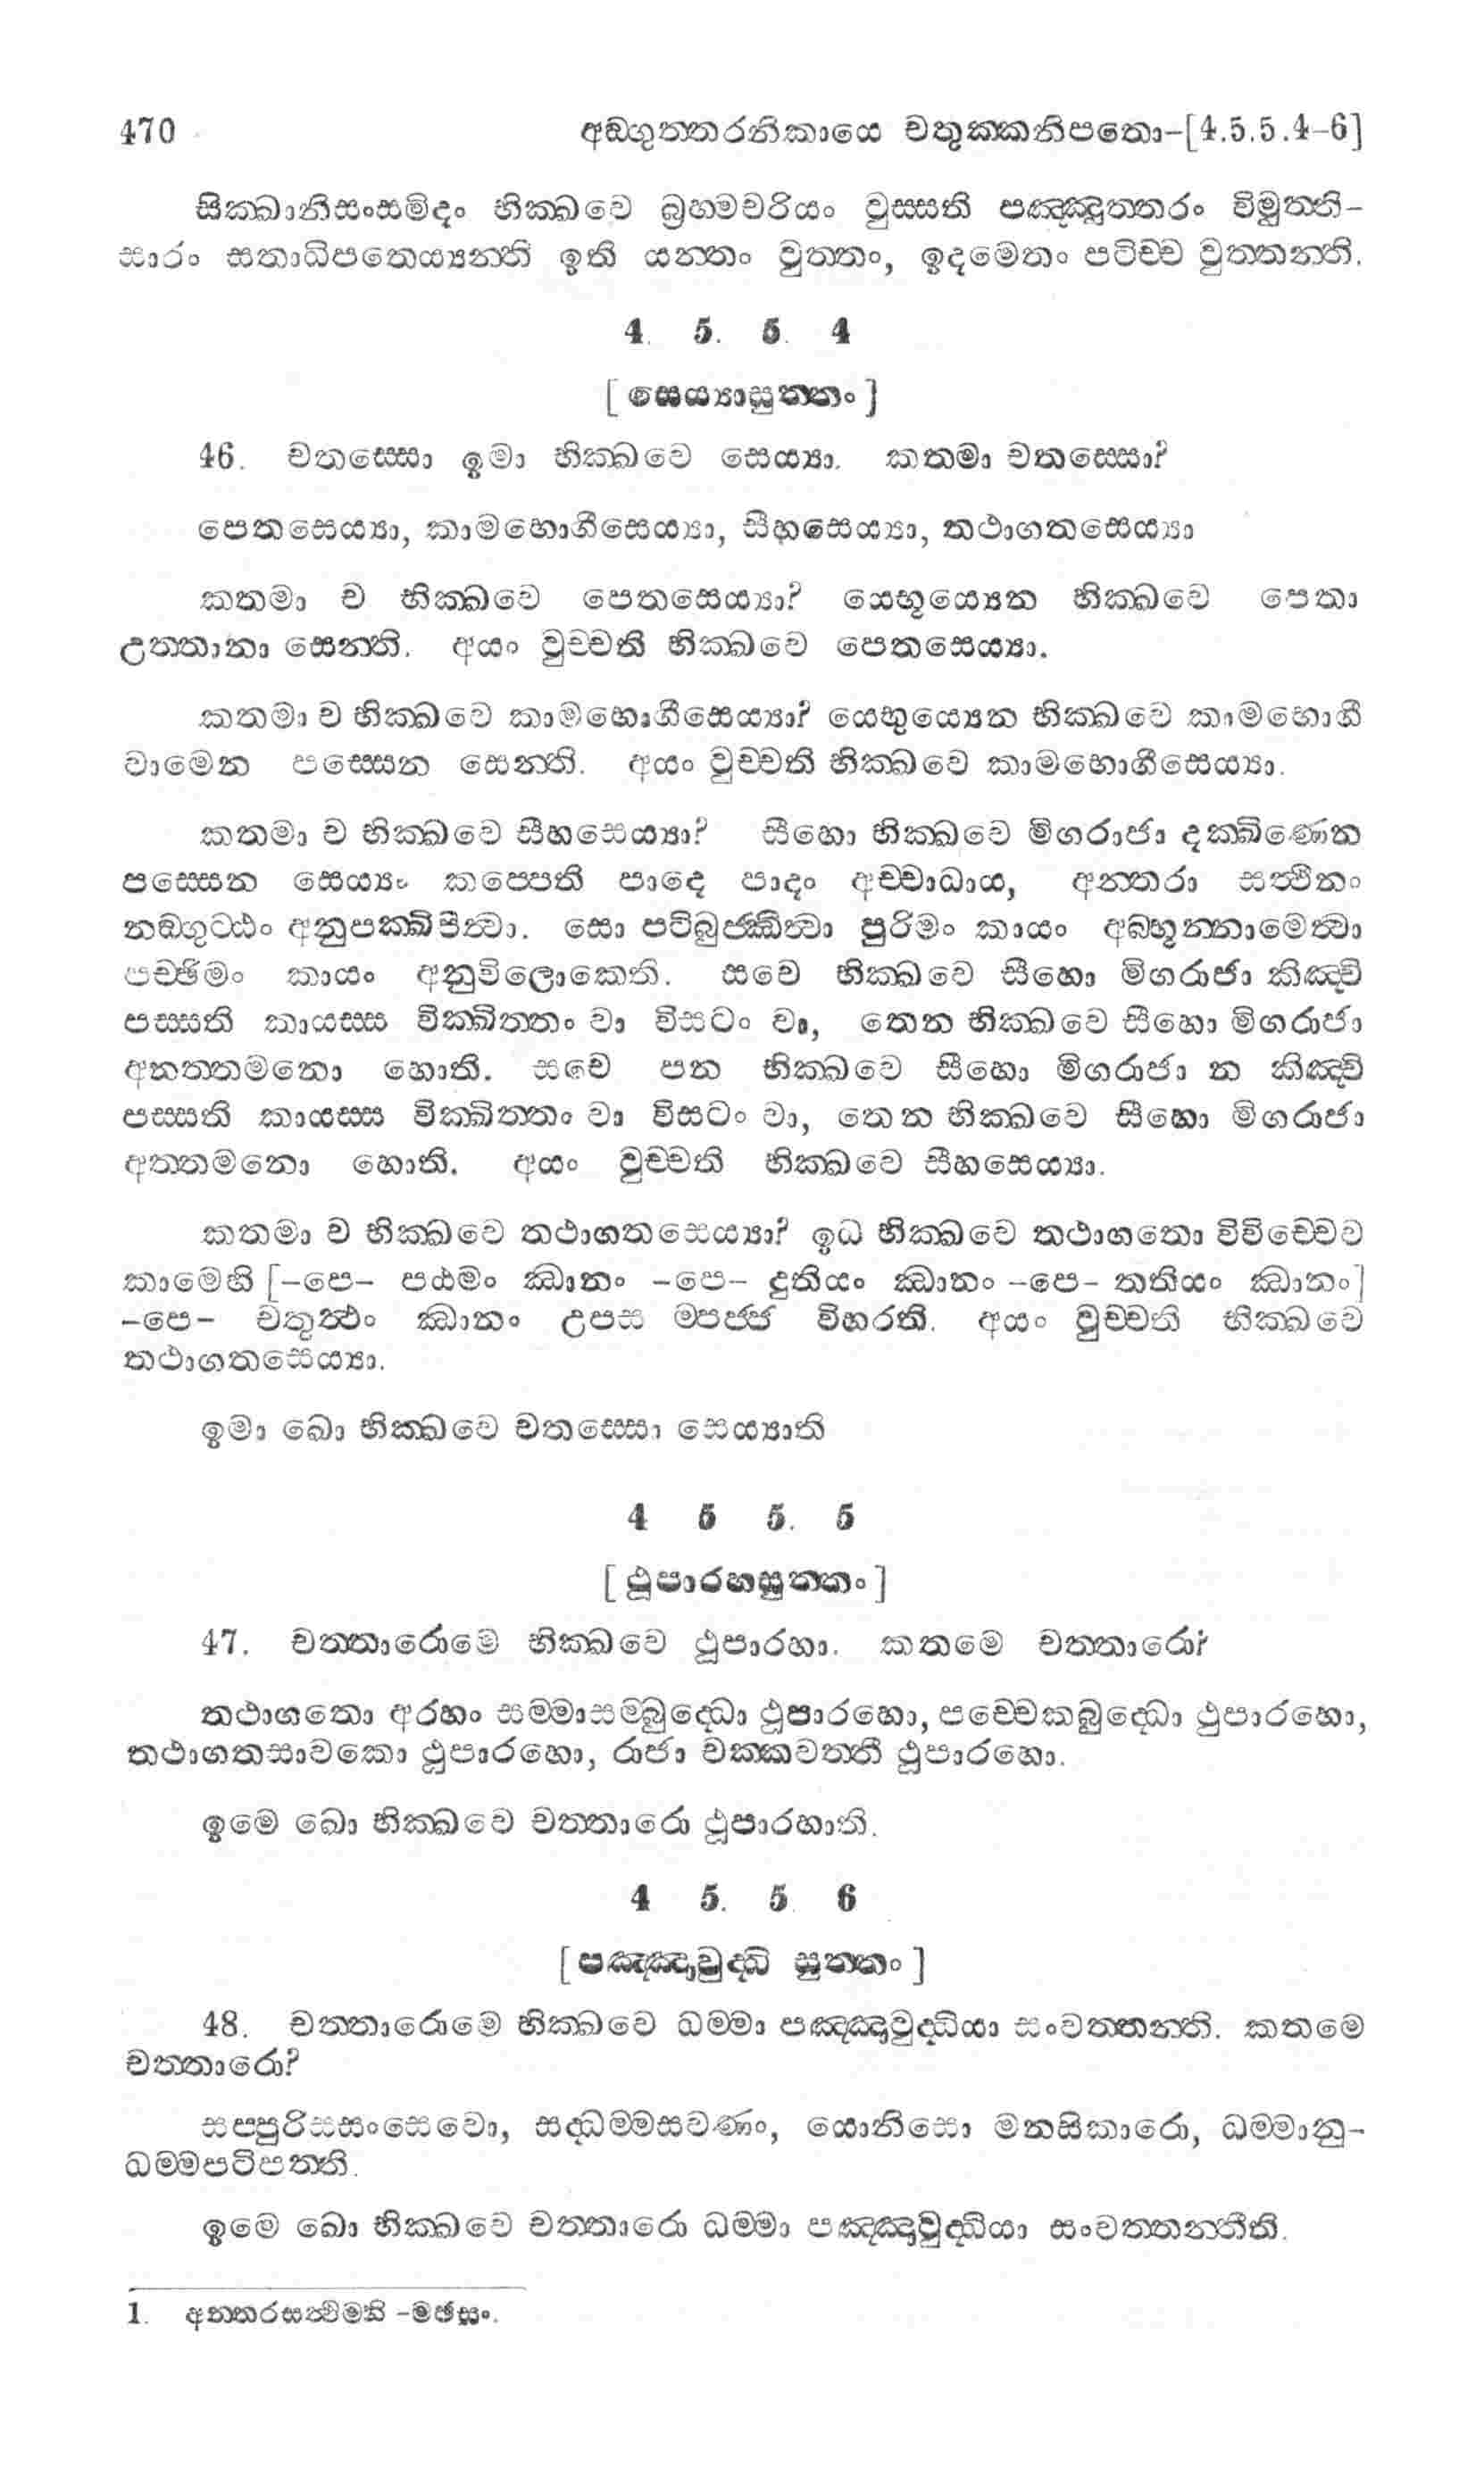 470 අඞ්ගුත්තරනිකායෙ චතුක්කනිපතො-[4.5.5.4-6]
සික්ඛානිසංසමිදං භික්ඛවෙ බ්‍රහ්මචරියං වුස්සති පඤ්ඤුත්තරං විමුත්ති-
සාරං සතාධිපතෙය්‍යන්ති ඉති යන්තං වුත්තං, ඉදමෙතං පටිච්ච වුත්තන්ති.
4. 5. 5. 4
[සෙය්‍යාසුත්තං]
46. චතස්සො ඉමා භික්ඛවෙ සෙය්‍යා. කතමා චතස්සො?
පෙතසෙය්‍යා, කාමභොගීසෙය්‍යා, සීහසෙය්‍යා, තථාගතසෙය්‍යා
කතමා ච භික්ඛවෙ පෙතසෙය්‍යා? යෙභූය්‍යෙන භික්ඛවෙ පෙතා
උත්තානා සෙන්ති. අයං වුච්චති භික්ඛවෙ පෙතසෙය්‍යා.
කතමා ච භික්ඛවෙ කාමභොගීසෙය්‍යා? යෙභුය්‍යෙන භික්ඛවෙ කාමභොගී
වාමෙන පස්සෙන සෙන්ති. අයං වුච්චති භික්ඛවෙ කාමභොගීසෙය්‍යා.
කතමා ච භික්ඛවෙ සීහසෙය්‍යා? සීහො භික්ඛවෙ මිගරාජා දක්ඛිණෙන
පස්සෙන සෙය්‍යං කප්පෙති පාදෙ පාදං අච්චාධාය, අන්තරා සත්ථිනං
නඞ්ගුට්ඨං අනුපක්ඛිපිත්වා. සො පටිබුජ්ඣිත්වා පුරිමං කායං අබ්භූන්නාමෙත්වා
පච්ඡිමං කායං අනුවිලොකෙති. සචෙ භික්ඛවෙ සීහො මිගරාජා කිඤ්චි
පස්සති කායස්ස වික්ඛිත්තං වා විසටං වා, තෙන භික්ඛවෙ සීහො මිගරාජා
අනත්තමනො හොති. සචෙ පන භික්ඛවෙ සීහො මිගරාජා න කිඤ්චි
පස්සති කායස්ස වික්ඛිත්තං වා විසටං වා, තෙන භික්ඛවෙ සීහො මිගරාජා
අත්තමනො හොති. අයං වුච්චති භික්ඛවෙ සීහසෙය්‍යා.
කතමා ච භික්ඛවෙ තථාගතසෙය්‍යා? ඉධ භික්ඛවෙ තථාගතො විවිච්චෙව
කාමෙහි [-පෙ- පඨමං ඣානං -පෙ- දුතියං ඣානං -පෙ- තතියං ඣානං]
-පෙ- චතුත්ථං ඣානං උපස ම්පජ්ජ විහරති. අයං වුච්චති භික්ඛවෙ
තථාගතසෙය්‍යා.
ඉමා ඛො භික්ඛවෙ චතස්සො සෙය්‍යාති
4 5 5. 5
[ථූපාරහසුත්තං]
47. චත්තාරොමෙ භික්ඛවෙ ථූපාරහා. කතමෙ චත්තාරො?
තථාගතො අරහං සම්මාසම්බුද්ධො ථූපාරහො, පච්චෙකබුද්ධො ථුපාරහො,
තථාගතසාවකො ථූපාරහො, රාජා චක්කවත්තී ථූපාරහො.
ඉමෙ ඛො භික්ඛවෙ චත්තාරො ථූපාරහාති.
4 5. 5. 6
[පඤ්ඤාවුද්ධි සුත්තං]
48. චත්තාරොමෙ භික්ඛවෙ ධම්මා පඤ්ඤාවුද්ධියා සංවත්තන්ති. කතමෙ
චත්තාරො?
සප්පුරිසසංසෙවො, සද්ධම්මසවණං, යොනිසො මනසිකාරො, ධම්මානු-
ධම්මපටිපත්ති.
ඉමෙ ඛො භික්ඛවෙ චත්තාරො ධම්මා පඤ්ඤාවුද්ධියා සංවත්තන්තීති.
1. අන්තරසත්ථිම්හි -මඡසං.